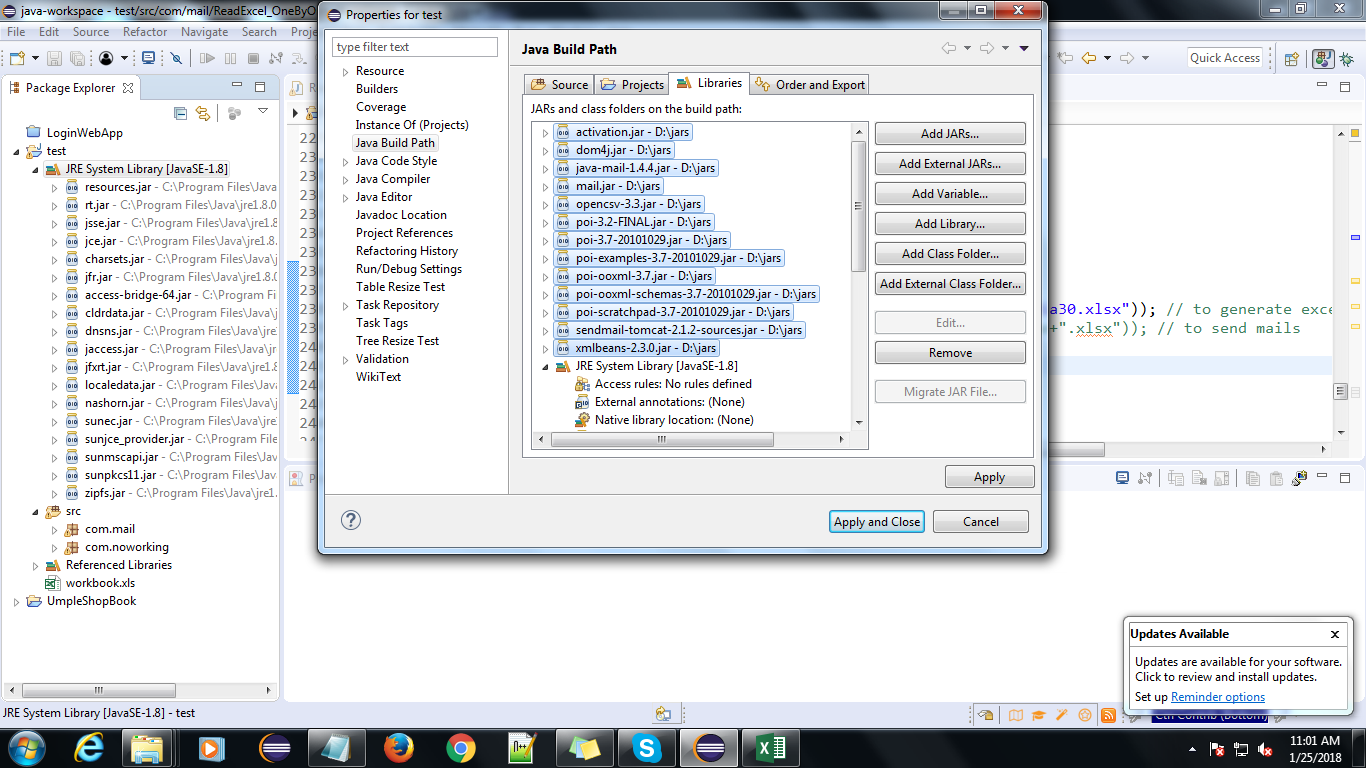 java-workspace - test/src/com/mail/ReadExcel_OneByO
File Edit Source Refactor Navigate Search Proje
Quick Access
Package Explorer
LoginWebApp
test
JRE System Library [JavaSE-1.8]
resources.jar - C:\Program Files\Java
rt.jar - C:\Program Files\Java\jre1.8.0
jsse.jar - C:\Program Files\Java\jre1.8
jce.jar - C:\Program Files\Java\jre1.8.
charsets.jar - C:\Program Files\Java\
jfr.jar - C:\Program Files\Java\jre1.8.0
access-bridge-64.jar - C:\Program Files
cldrdata.jar - C:\Program Files\Java\
dnsns.jar - C:\Program Files\Java\jre1
jaccess.jar - C:\Program Files\Java\jre
jfxrt.jar - C:\Program Files\Java\jre1.8
localedata.jar - C:\Program Files\Java
nashorn.jar - C:\Program Files\Java\
sunec.jar - C:\Program Files\Java\jre1
sunjce_provider.jar - C:\Program Files
sunmscapi.jar - C:\Program Files\Java
sunpkcs11.jar - C:\Program Files\Java
zipfs.jar - C:\Program Files\Java\jre1.
src
com.mail
com.noworking
Referenced Libraries
workbook.xls
UmpleShopBook
JRE System Library [JavaSE-1.8] - test
Properties for test
type filter text
Resource
Builders
Coverage
Instance Of (Projects)
Java Build Path
Java Code Style
Java Compiler
Java Editor
Javadoc Location
Project References
Refactoring History
Run/Debug Settings
Table Resize Test
Task Repository
Task Tags
Tree Resize Test
Validation
WikiText
Java Build Path
Source Projects Libraries Order and Export
JARs and class folders on the build path:
activation.jar - D:\jars
dom4j.jar - D:\jars
java-mail-1.4.4.jar - D:\jars
mail.jar - D:\jars
opencsv-3.3.jar - D:\jars
poi-3.2-FINAL.jar - D:\jars
poi-3.7-20101029.jar - D:\jars
poi-examples-3.7-20101029.jar - D:\jars
poi-ooxml-3.7.jar - D:\jars
poi-ooxml-schemas-3.7-20101029.jar - D:\jars
poi-scratchpad-3.7-20101029.jar - D:\jars
sendmail-tomcat-2.1.2-sources.jar - D:\jars
xmlbeans-2.3.0.jar - D:\jars
JRE System Library [JavaSE-1.8]
Access rules: No rules defined
External annotations: (None)
Native library location: (None)
Add JARs...
Add External JARs...
Add Variable...
Add Library...
Add Class Folder...
Add External Class Folder...
Edit...
Remove
Migrate JAR File...
Apply
Apply and Close Cancel
a30.xlsx")); // to generate exce
+".xlsx")); // to send mails
Updates Available
Updates are available for your software.
Click to review and install updates.
Set up Reminder options
Ctrl Contrib (Bottom)
11:01 AM
1/25/2018